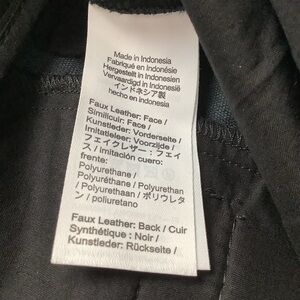 Made in Indonesia
Fabriqué en Indonésie
Hergestellt in Indonesien
Vervaardigd in Indonesië
インドネシア製
hecho en Indonesia
Faux Leather: Face /
Similicuir: Face /
Kunstleder: Vorderseite /
Imitatieleer: Voorzijde /
フェイクレザー：フェイ
ス / imitación cuero:
frente:
Polyurethane /
Polyuréthane / Polyurethan
/ Polyurethaan / ポリウレタ
ン / poliuretano
Faux Leather: Back / Cuir
Synthétique : Noir /
Kunstleder: Rückseite /